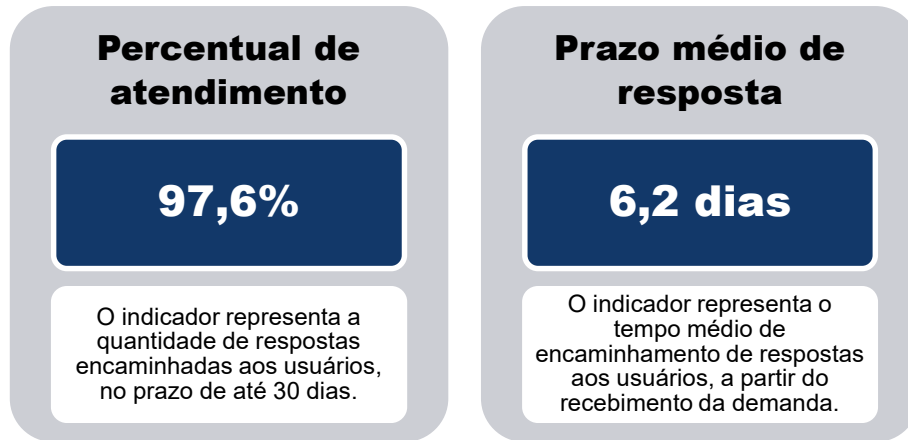 Percentual de
atendimento
97,6%
O indicador representa a
quantidade de respostas
encaminhadas aos usuários,
no prazo de até 30 dias.
Prazo médio de
resposta
6,2 dias
O indicador representa o
tempo médio de
encaminhamento de respostas
aos usuários, a partir do
recebimento da demanda.